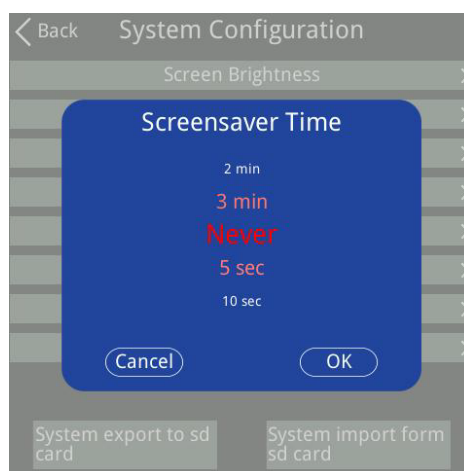 Back
System Configuration
Screen Brightness
Screensaver Time
2 min
3 min
Never
5 sec
10 sec
Cancel
OK
System export to sd
card
System import form
sd card